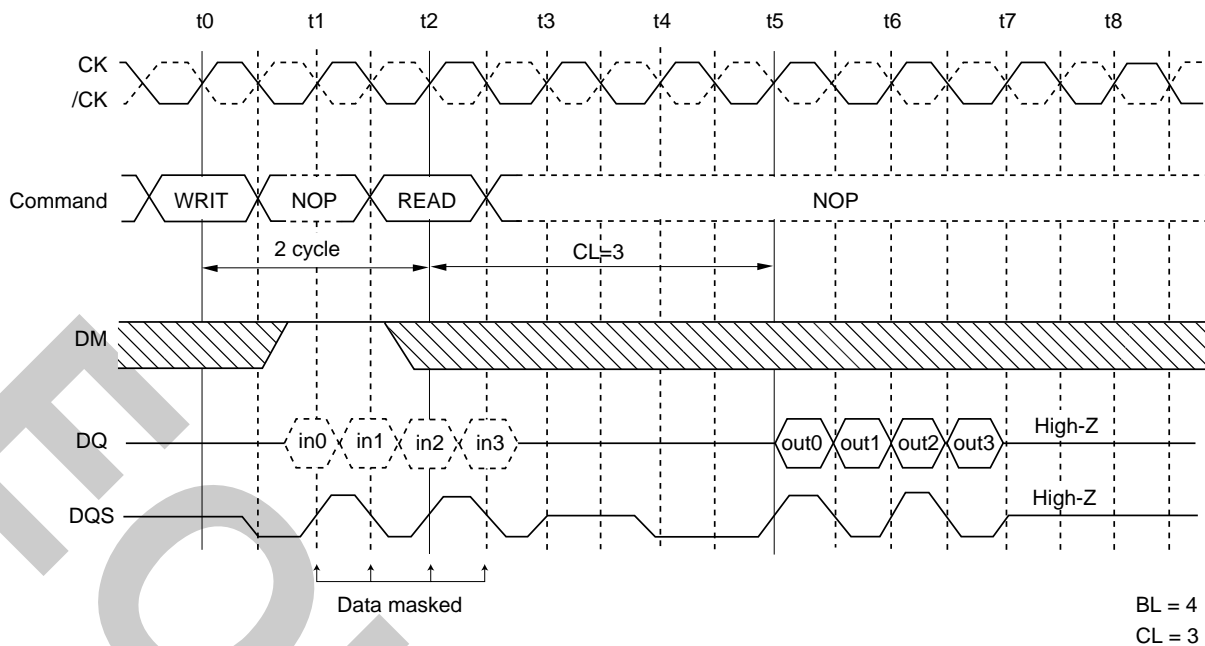 t0 t1 t2 t3 t4 t5 t6 t7 t8
CK
/CK
Command WRIT NOP READ NOP
2 cycle CL=3
DM
DQ in0 in1 in2 in3 out0 out1 out2 out3 High-Z
DQS High-Z
Data masked
BL = 4
CL = 3